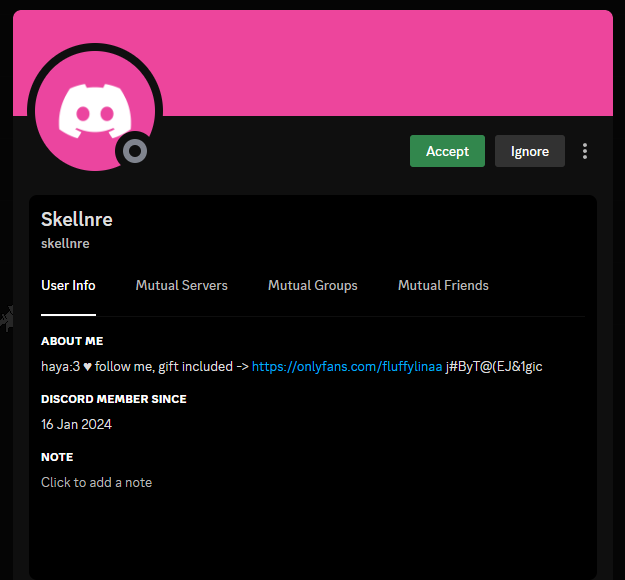 Accept Ignore
Skellnre
skellnre
User Info Mutual Servers Mutual Groups Mutual Friends
ABOUT ME
haya:3 ♥ follow me, gift included -> https://onlyfans.com/fluffylinaa j#ByT@(EJ&1gic
DISCORD MEMBER SINCE
16 Jan 2024
NOTE
Click to add a note